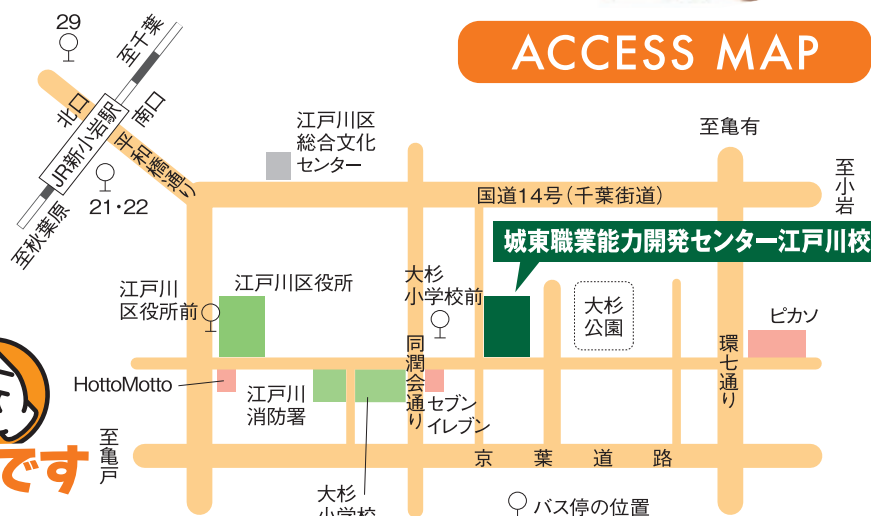 ACCESS MAP
29
至千葉
北口
南口
JR新小岩駅
平和橋通り
21・22
至秋葉原
江戸川区
総合文化
センター
至亀有
至小岩
国道14号(千葉街道)
城東職業能力開発センター江戸川校
江戸川
区役所前
江戸川区役所
大杉
小学校前
大杉
公園
ピカソ
同潤会通り
環七通り
HottoMotto
江戸川
消防署
セブン
イレブン
至亀戸
京葉道路
です
大杉
小学校
バス停の位置